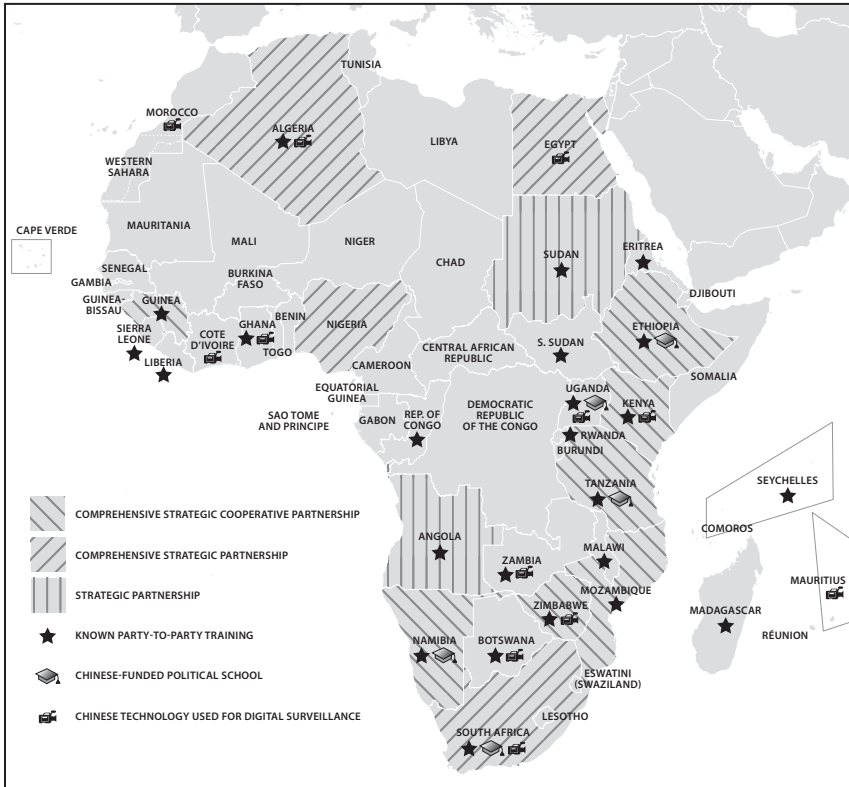 TUNISIA
MOROCCO
ALGERIA
LIBYA
EGYPT
WESTERN
SAHARA
CAPE VERDE
MAURITANIA
MALI
NIGER
CHAD
SUDAN
ERITREA
SENEGAL
GAMBIA
GUINEA-
BISSAU
GUINEA
BURKINA
FASO
BENIN
DJIBOUTI
SIERRA
LEONE
COTE
D'IVOIRE
GHANA
TOGO
NIGERIA
ETHIOPIA
LIBERIA
CENTRAL AFRICAN
REPUBLIC
S. SUDAN
CAMEROON
SOMALIA
EQUATORIAL
GUINEA
UGANDA
KENYA
SAO TOME
AND PRINCIPE
GABON
REP. OF
CONGO
DEMOCRATIC
REPUBLIC
OF THE CONGO
RWANDA
BURUNDI
TANZANIA
SEYCHELLES
COMOROS
ANGOLA
ZAMBIA
MALAWI
MOZAMBIQUE
MAURITIUS
ZIMBABWE
MADAGASCAR
RÉUNION
NAMIBIA
BOTSWANA
ESWATINI
(SWAZILAND)
LESOTHO
SOUTH AFRICA
COMPREHENSIVE STRATEGIC COOPERATIVE PARTNERSHIP
COMPREHENSIVE STRATEGIC PARTNERSHIP
STRATEGIC PARTNERSHIP
KNOWN PARTY-TO-PARTY TRAINING
CHINESE-FUNDED POLITICAL SCHOOL
CHINESE TECHNOLOGY USED FOR DIGITAL SURVEILLANCE